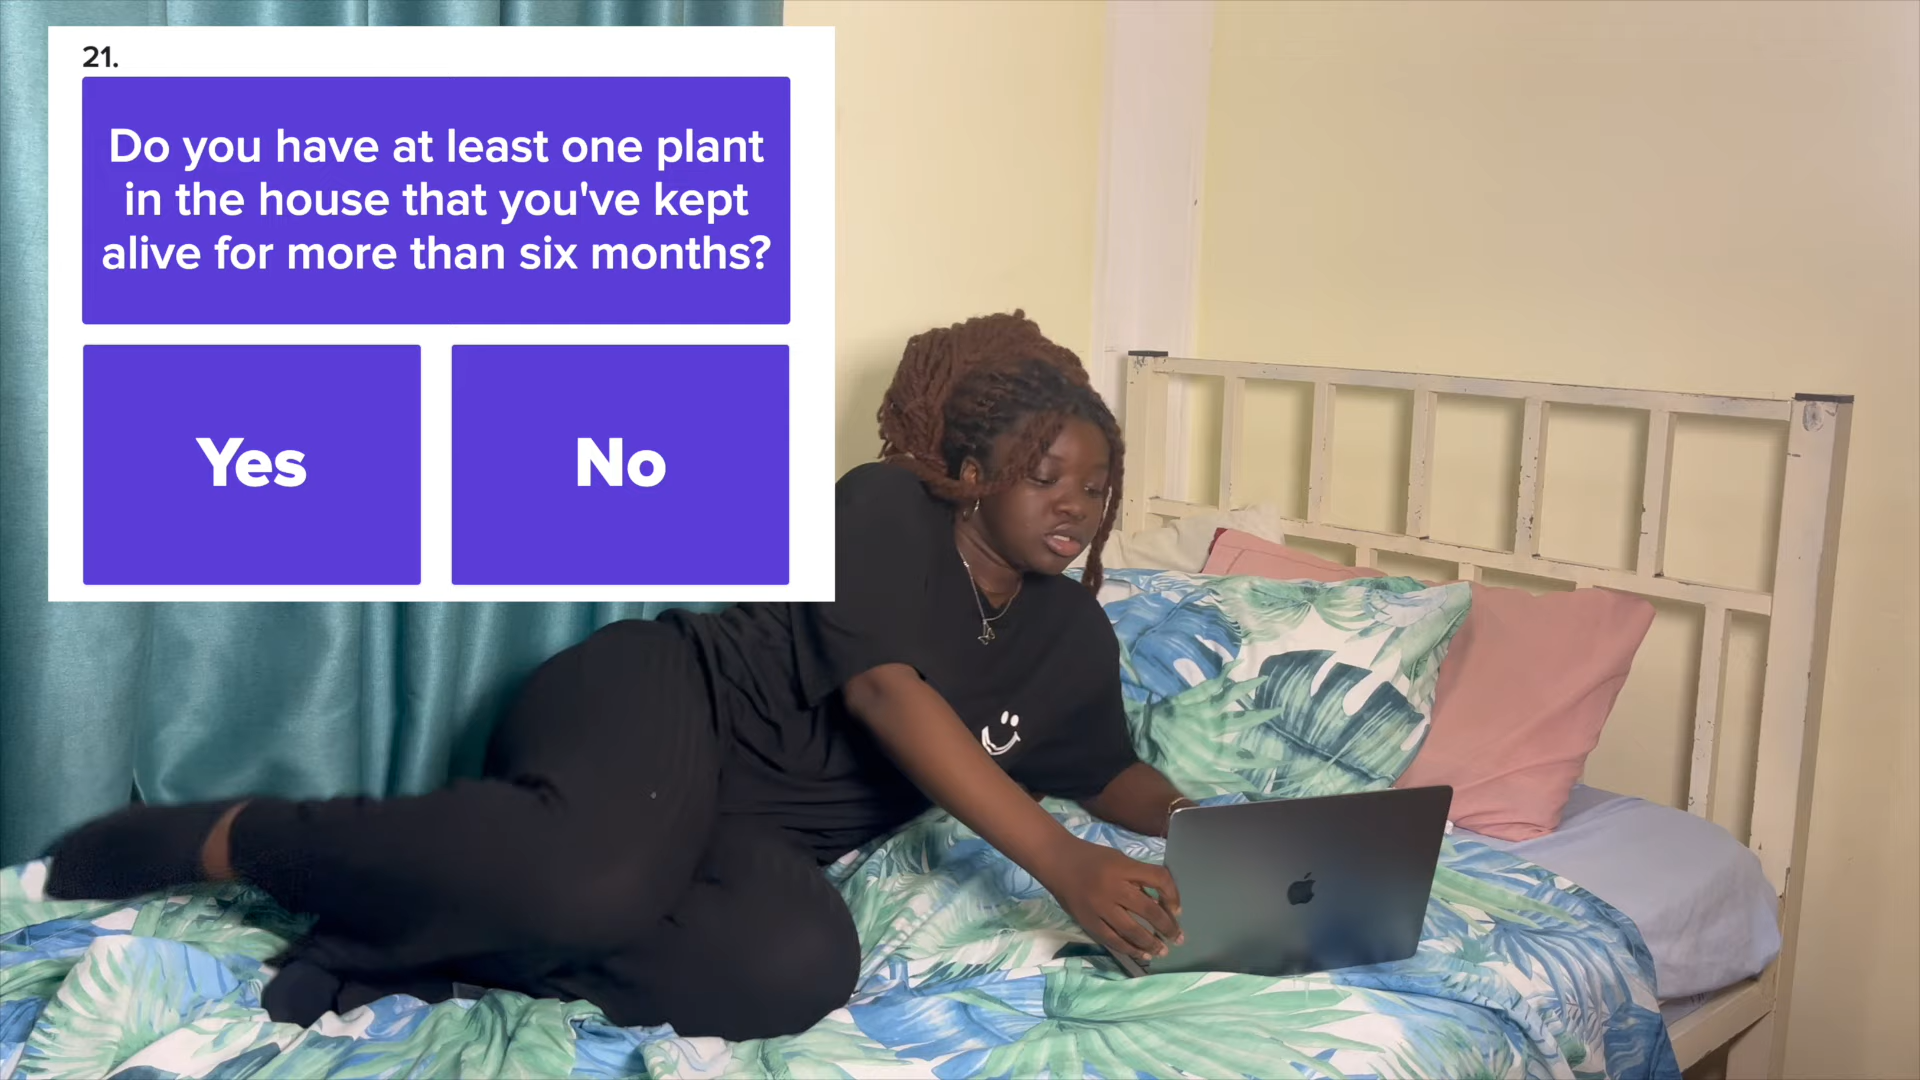 21.
Do you have at least one plant
in the house that you've kept
alive for more than six months?
Yes
No